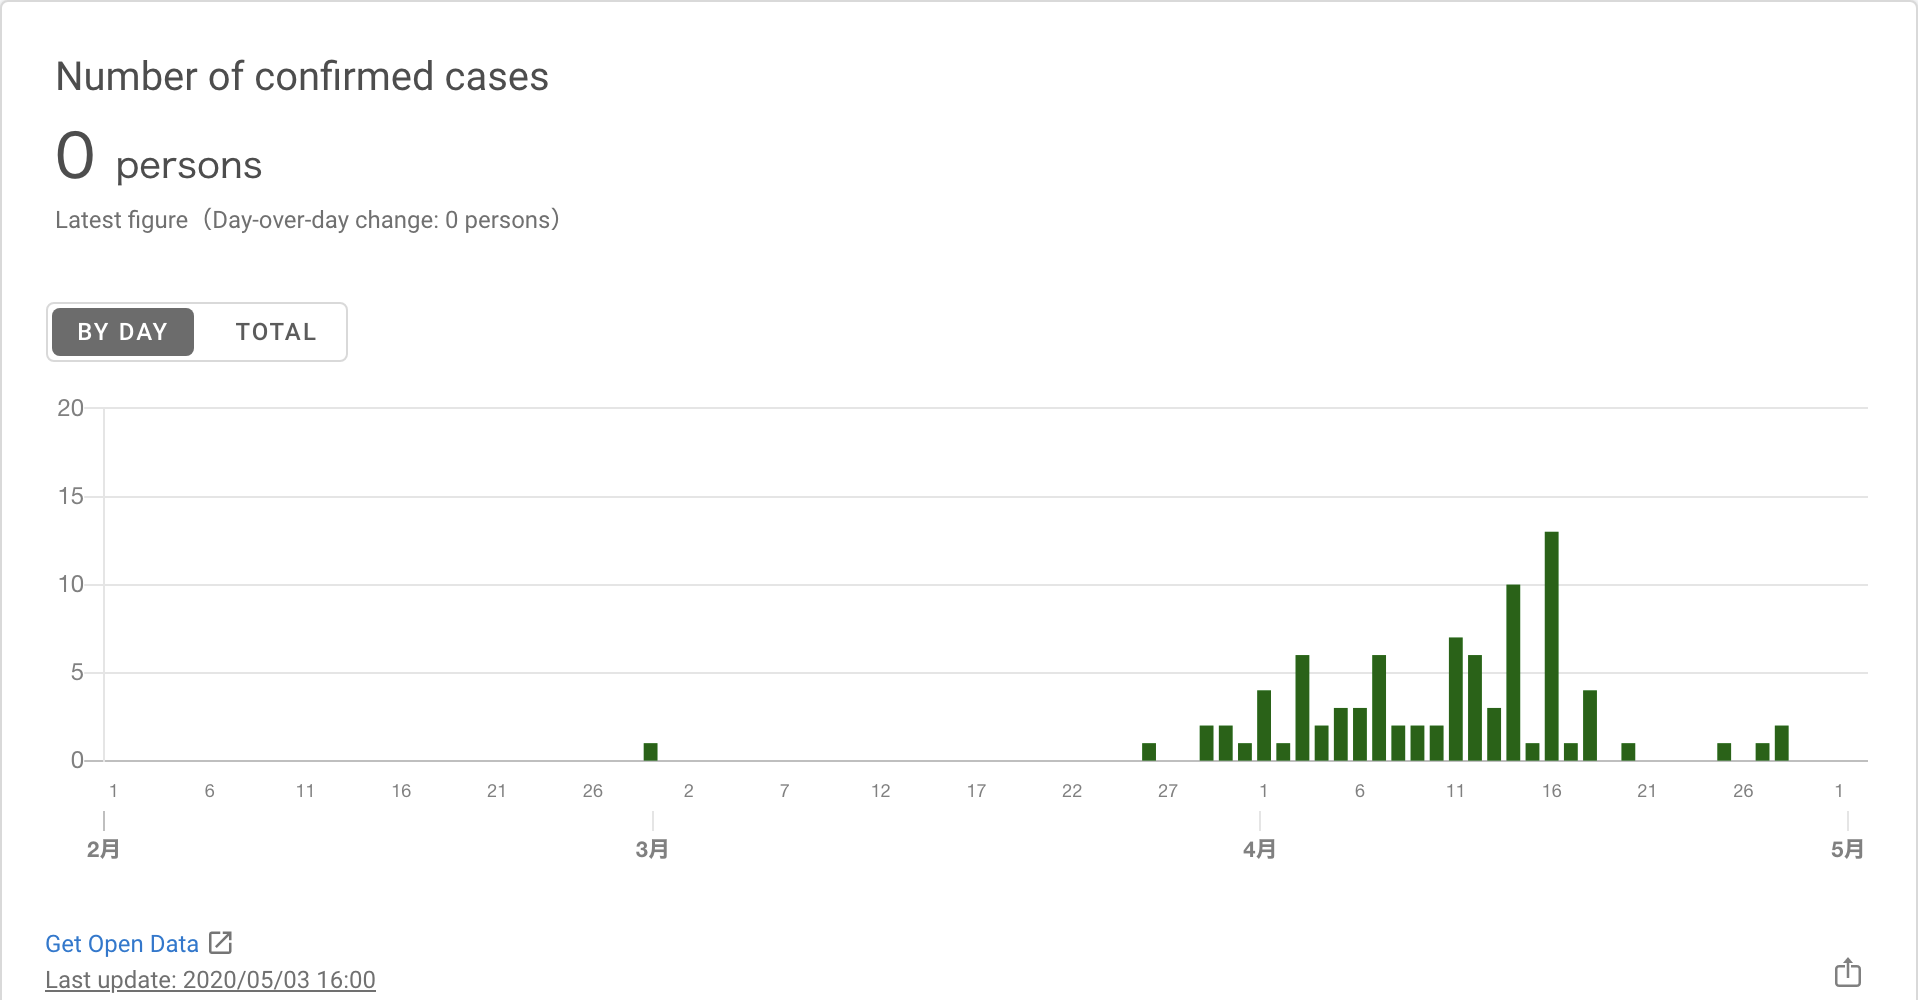 Number of confirmed cases
0 persons
Latest figure（Day-over-day change: 0 persons）
BY DAY TOTAL
20
15
10
5
0
1 6 11 16 21 26 2 7 12 17 22 27 1 6 11 16 21 26 1
2月 3月 4月 5月
Get Open Data
Last update: 2020/05/03 16:00